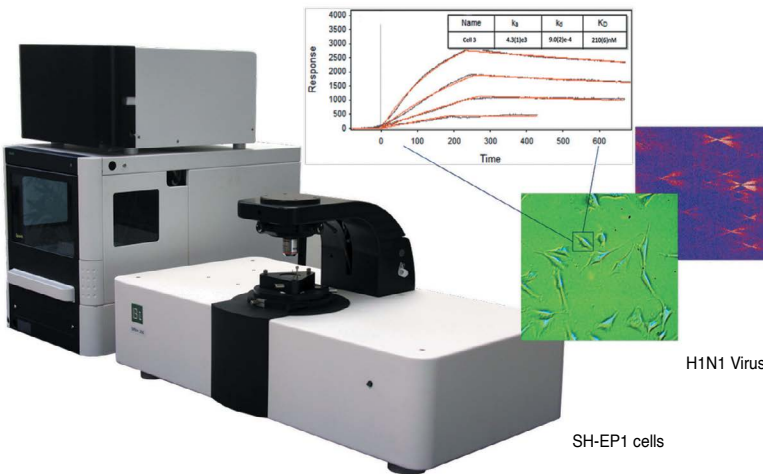 4000
3500
3000
2500
2000
1500
1000
500
0
Response
0 100 200 300 400 500 600
Time
Name ka kd KD
Cell 3 4.3(1)e3 9.0(2)e-4 210(6)nM
H1N1 Virus
SH-EP1 cells